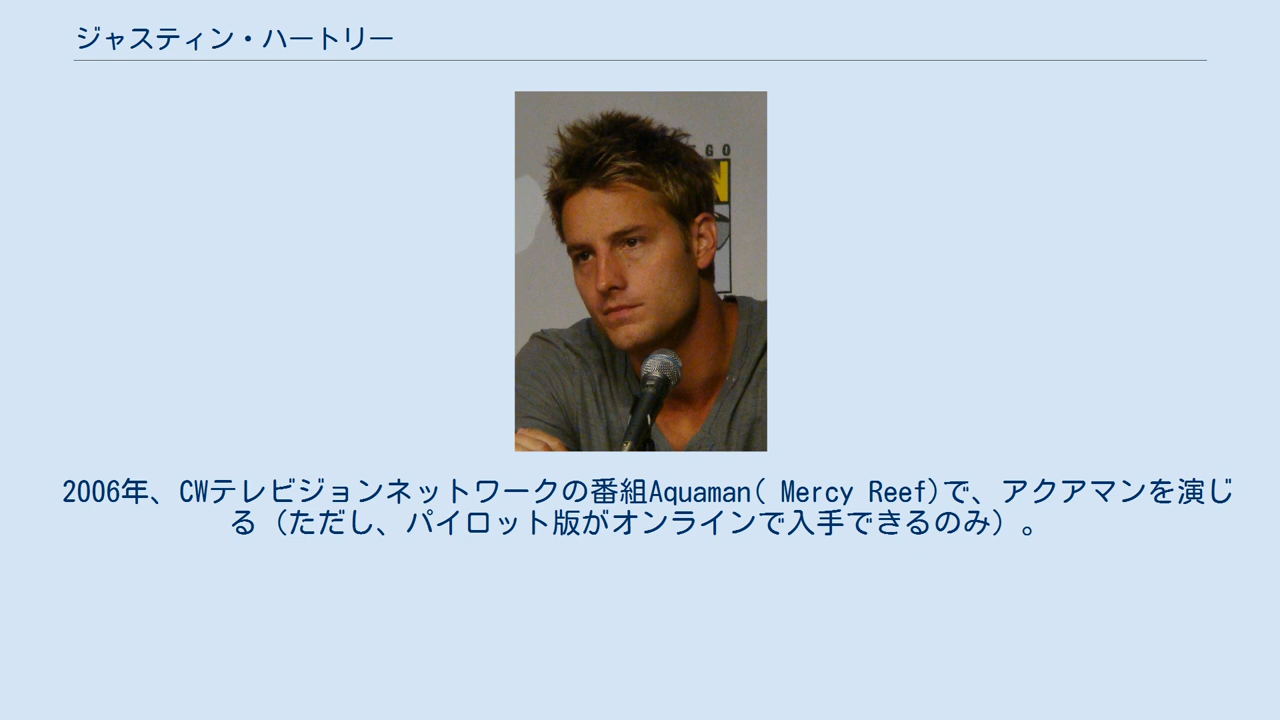 ジャスティン・ハートリー
EGO
N
2006年、CWテレビジョンネットワークの番組Aquaman( Mercy Reef)で、アクアマンを演じ
る（ただし、パイロット版がオンラインで入手できるのみ）。